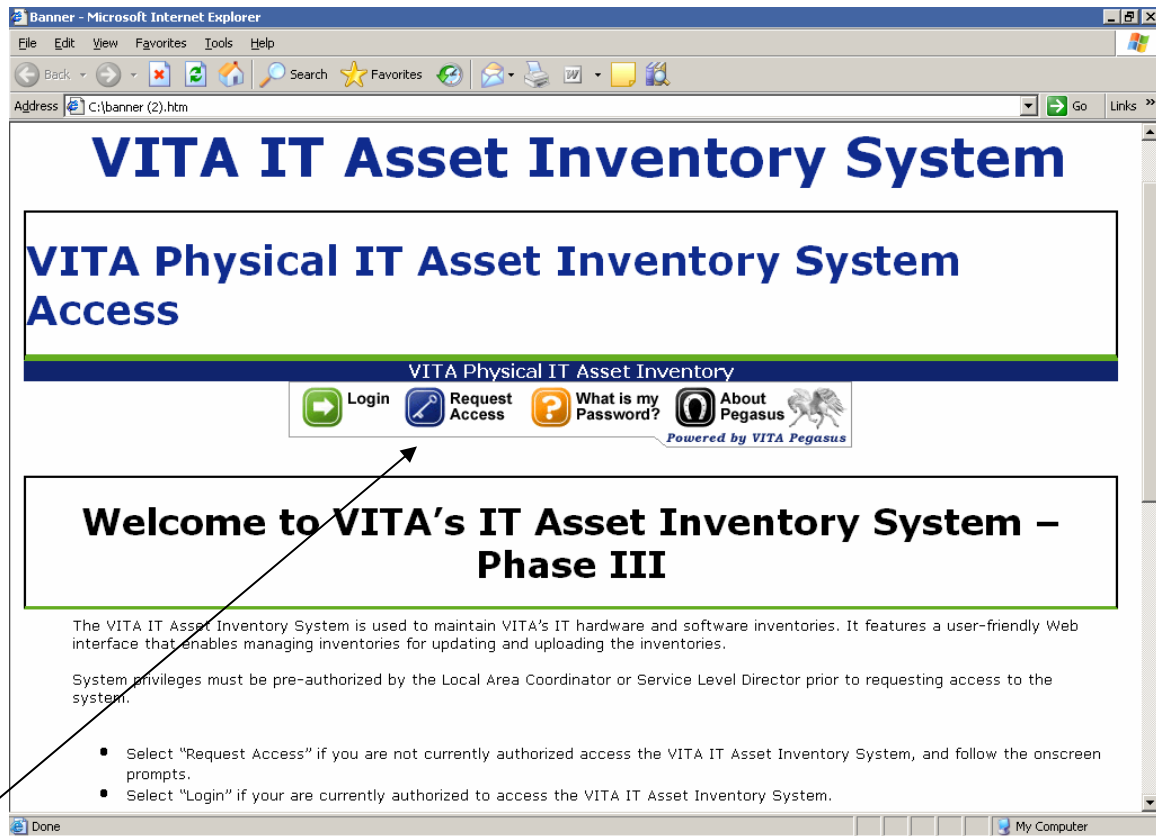 Banner - Microsoft Internet Explorer
File Edit View Favorites Tools Help
Back Search Favorites
Address C:\banner (2).htm Go Links »
VITA IT Asset Inventory System
VITA Physical IT Asset Inventory System
Access
VITA Physical IT Asset Inventory
Login Request Access What is my Password? About Pegasus
Powered by VITA Pegasus
Welcome to VITA’s IT Asset Inventory System –
Phase III
The VITA IT Asset Inventory System is used to maintain VITA’s IT hardware and software inventories. It features a user-friendly Web
interface that enables managing inventories for updating and uploading the inventories.
System privileges must be pre-authorized by the Local Area Coordinator or Service Level Director prior to requesting access to the
system.
• Select “Request Access” if you are not currently authorized access the VITA IT Asset Inventory System, and follow the onscreen
prompts.
• Select “Login” if your are currently authorized to access the VITA IT Asset Inventory System.
Done My Computer